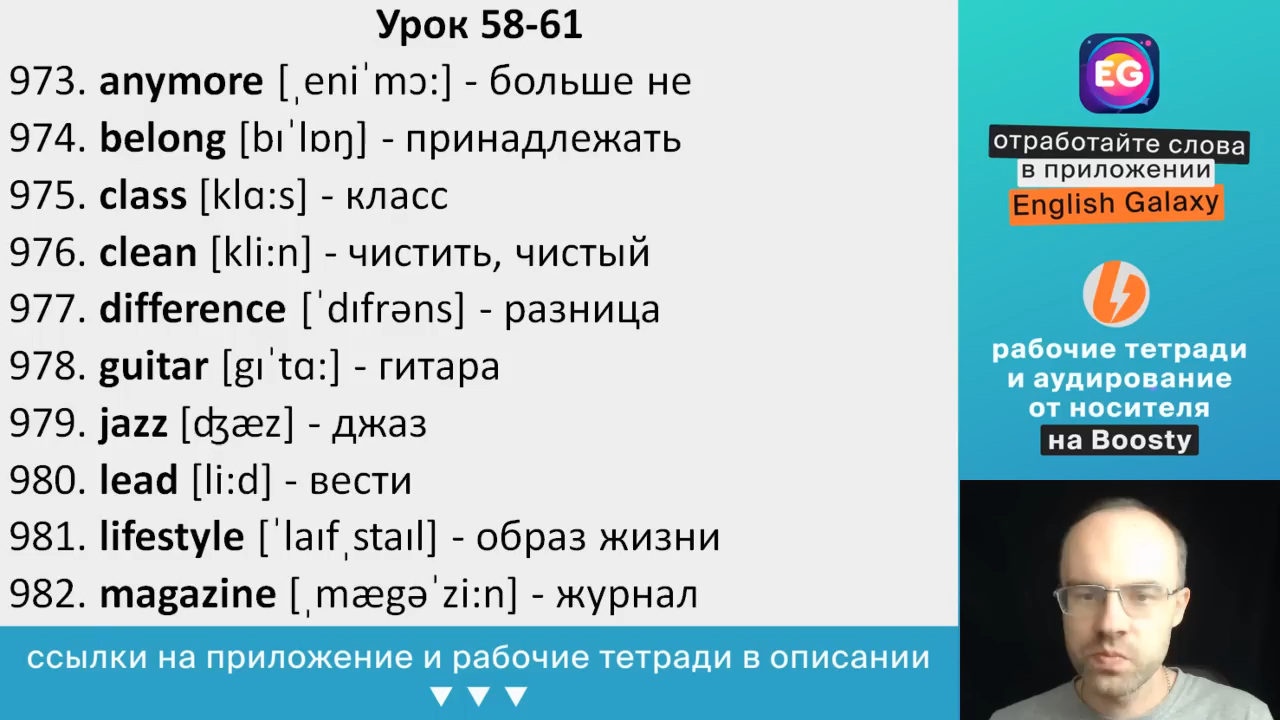 Урок 58-61
973. anymore [ˌeniˈmɔ:] - больше не
974. belong [bɪˈlɒŋ] - принадлежать
975. class [klɑ:s] - класс
976. clean [kli:n] - чистить, чистый
977. difference [ˈdɪfrəns] - разница
978. guitar [gɪˈtɑ:] - гитара
979. jazz [ʤæz] - джаз
980. lead [li:d] - вести
981. lifestyle [ˈlaɪfˌstaɪl] - образ жизни
982. magazine [ˌmægəˈzi:n] - журнал
ссылки на приложение и рабочие тетради в описании
EG
отработайте слова
в приложении
English Galaxy
рабочие тетради
и аудирование
от носителя
на Boosty